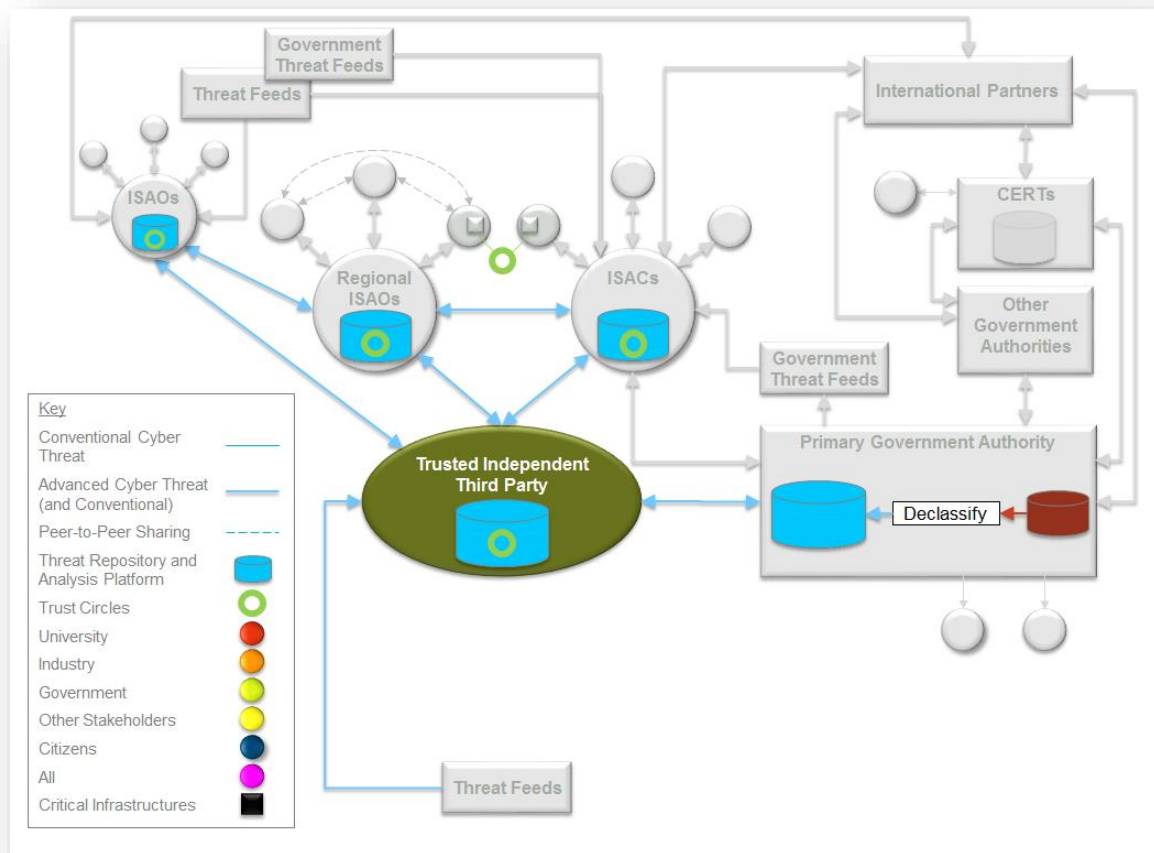 Government
Threat Feeds
Threat Feeds
International Partners
ISAOs
CERTs
Regional
ISAOs
ISACs
Other
Government
Authorities
Government
Threat Feeds
Primary Government Authority
Declassify
Trusted Independent
Third Party
Threat Feeds
Key
Conventional Cyber
Threat
Advanced Cyber Threat
(and Conventional)
Peer-to-Peer Sharing
Threat Repository and
Analysis Platform
Trust Circles
University
Industry
Government
Other Stakeholders
Citizens
All
Critical Infrastructures